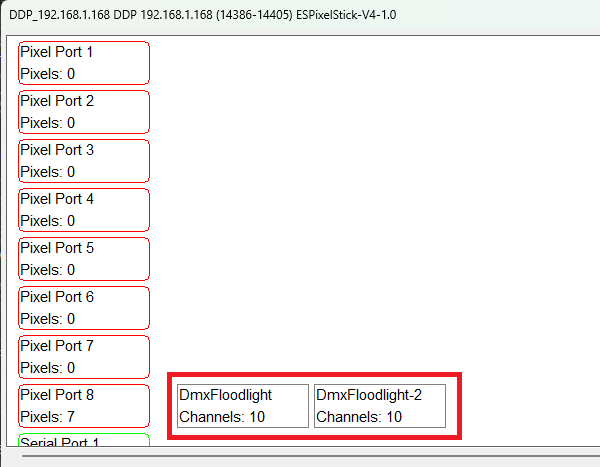 DDP_192.168.1.168 DDP 192.168.1.168 (14386-14405) ESPixelStick-V4-1.0
Pixel Port 1
Pixels: 0
Pixel Port 2
Pixels: 0
Pixel Port 3
Pixels: 0
Pixel Port 4
Pixels: 0
Pixel Port 5
Pixels: 0
Pixel Port 6
Pixels: 0
Pixel Port 7
Pixels: 0
Pixel Port 8
Pixels: 7
DmxFloodlight
Channels: 10
DmxFloodlight-2
Channels: 10
Serial Port 1